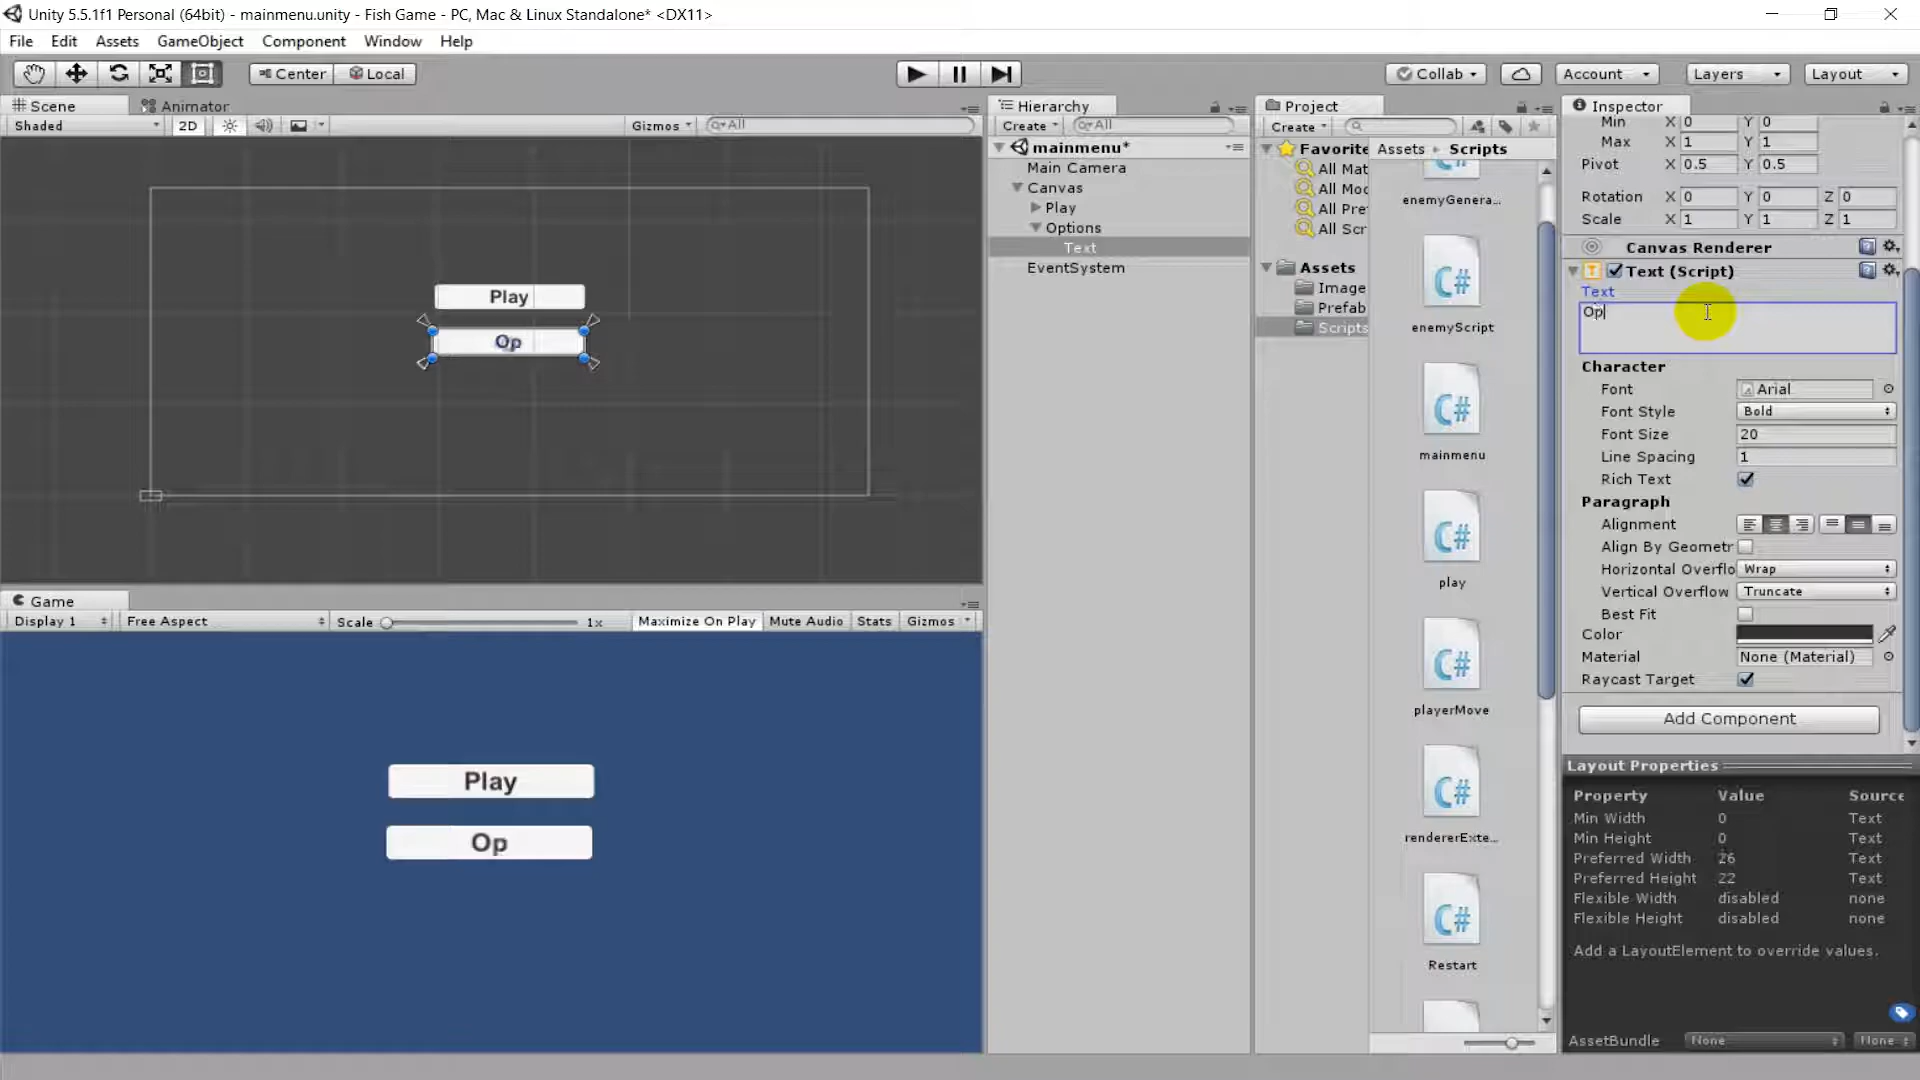 Unity 5.5.1f1 Personal (64bit) - mainmenu.unity - Fish Game - PC, Mac & Linux Standalone* <DX11>
File Edit Assets GameObject Component Window Help
Center Local Collab Account Layers Layout
Scene Animator
Shaded 2D Gizmos All
Play
Op
Game
Display 1 Free Aspect Scale 1x Maximize On Play Mute Audio Stats Gizmos
Play
Op
Hierarchy
Create All
mainmenu*
Main Camera
Canvas
Play
Options
Text
EventSystem
Project
Create
Favorite
All Mat
All Moc
All Pre
All Scr
Assets
Image
Prefab
Scripts
Assets Scripts
enemyGenera...
C#
enemyScript
C#
mainmenu
C#
play
C#
playerMove
C#
rendererExte...
C#
Restart
Inspector
Min X 0 Y 0
Max X 1 Y 1
Pivot X 0.5 Y 0.5
Rotation X 0 Y 0 Z 0
Scale X 1 Y 1 Z 1
Canvas Renderer
Text (Script)
Text
Op
Character
Font Arial
Font Style Bold
Font Size 20
Line Spacing 1
Rich Text
Paragraph
Alignment
Align By Geometr
Horizontal Overflo Wrap
Vertical Overflow Truncate
Best Fit
Color
Material None (Material)
Raycast Target
Add Component
Layout Properties
Property Value Source
Min Width 0 Text
Min Height 0 Text
Preferred Width 26 Text
Preferred Height 22 Text
Flexible Width disabled none
Flexible Height disabled none
Add a LayoutElement to override values.
AssetBundle None None